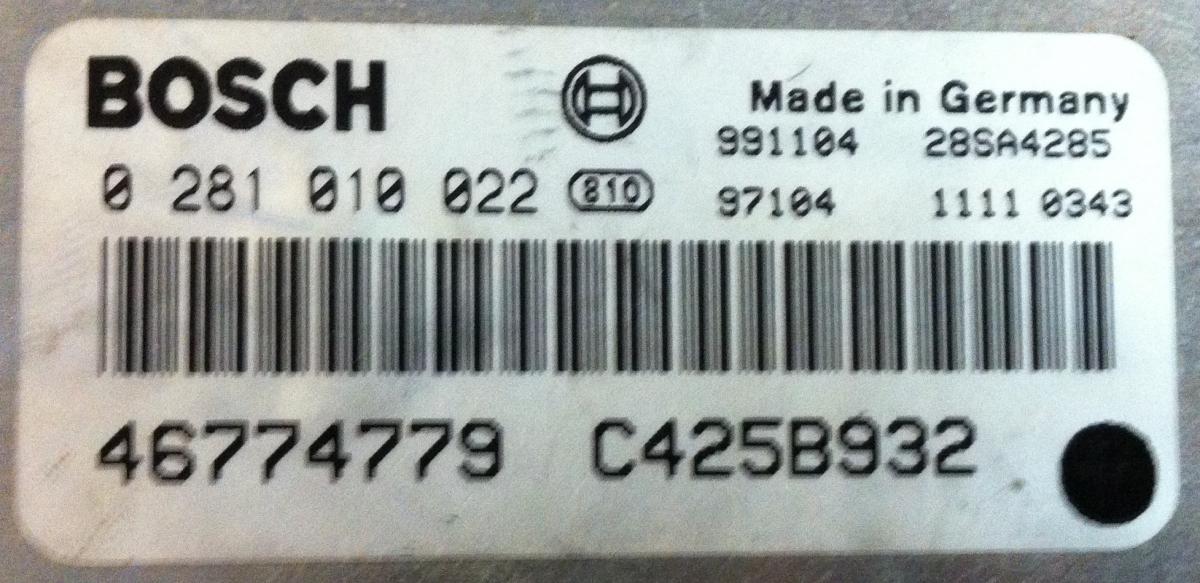 BOSCH
Made in Germany
991104 28SA4285
0 281 010 022 810
97104 1111 0343
46774779 C425B932